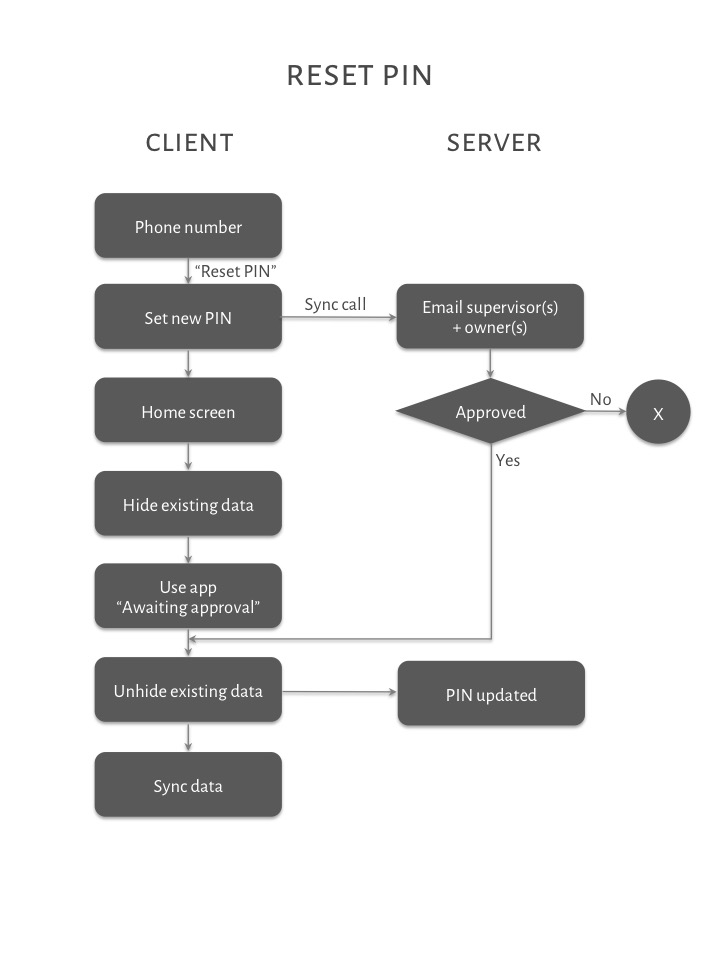 RESET PIN
CLIENT
SERVER
Phone number
“Reset PIN”
Set new PIN
Sync call
Email supervisor(s)
+ owner(s)
Home screen
Approved
No
X
Yes
Hide existing data
Use app
“Awaiting approval”
Unhide existing data
PIN updated
Sync data